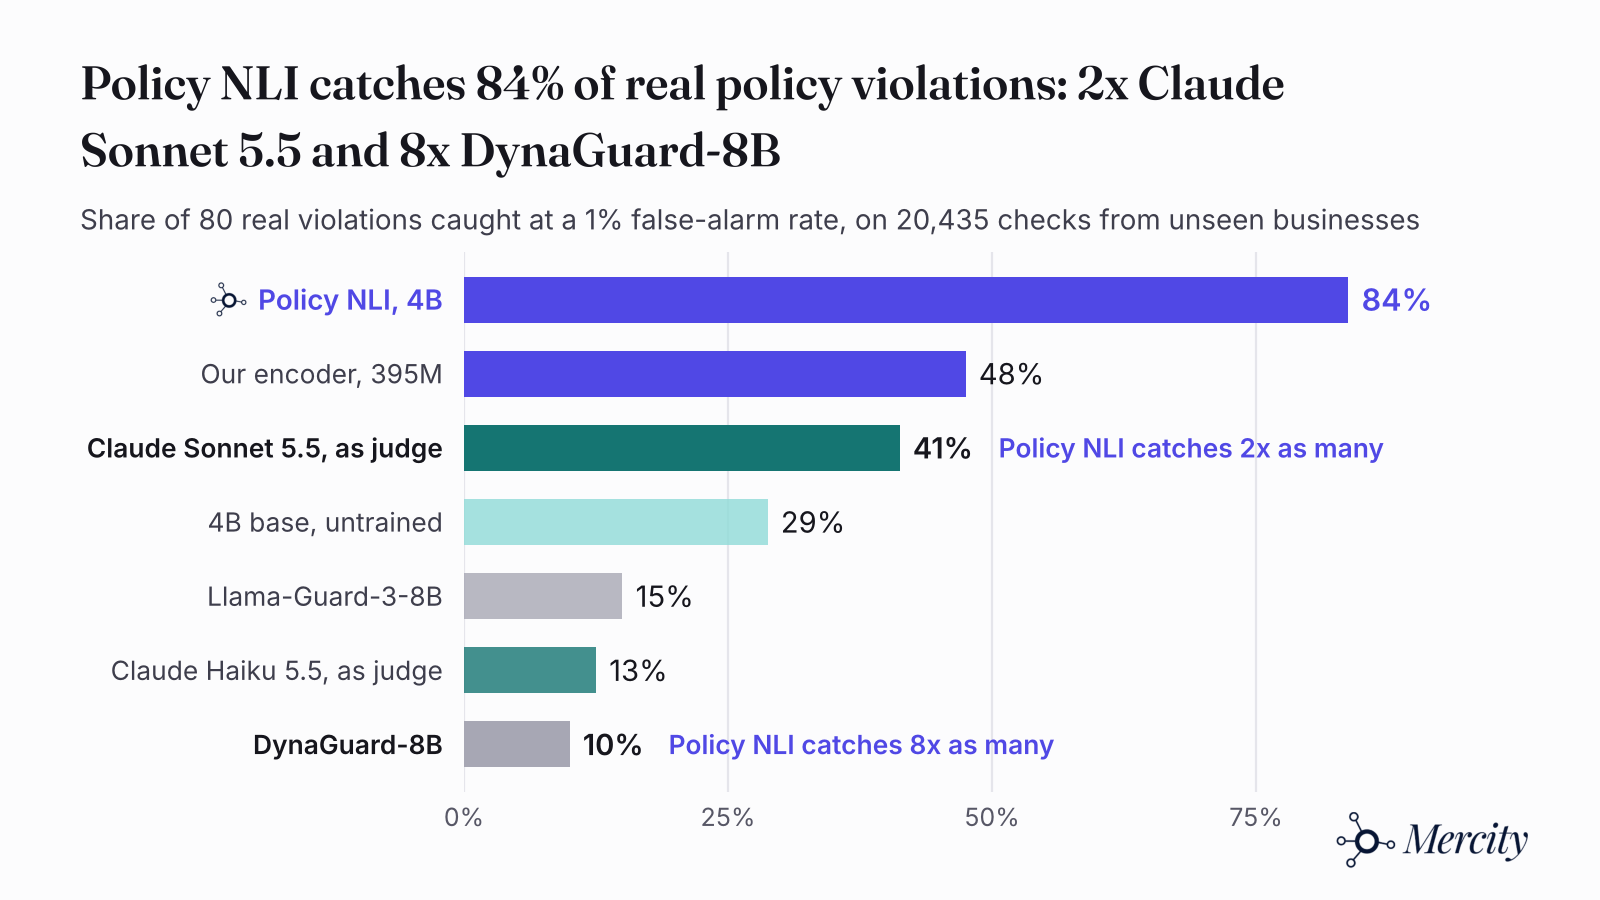 Policy NLI catches 84% of real policy violations: 2x Claude
Sonnet 5.5 and 8x DynaGuard-8B
Share of 80 real violations caught at a 1% false-alarm rate, on 20,435 checks from unseen businesses
Policy NLI, 4B 84%
Our encoder, 395M 48%
Claude Sonnet 5.5, as judge 41% Policy NLI catches 2x as many
4B base, untrained 29%
Llama-Guard-3-8B 15%
Claude Haiku 5.5, as judge 13%
DynaGuard-8B 10% Policy NLI catches 8x as many
0% 25% 50% 75%
Mercity